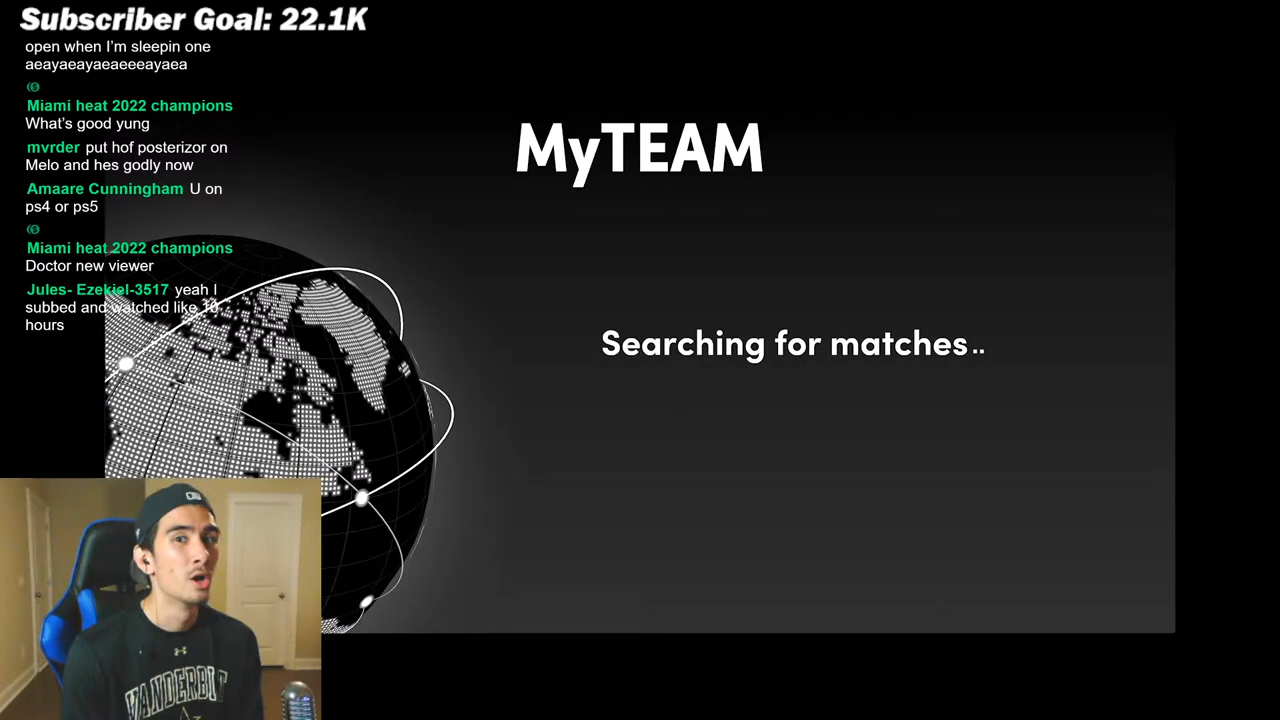 Subscriber Goal: 22.1K
open when I'm sleepin one
aeayaeayaeaeeeayaea
Miami heat 2022 champions
What's good yung
mvrder put hof posterizor on
Melo and hes godly now
Amaare Cunningham U on
ps4 or ps5
Miami heat 2022 champions
Doctor new viewer
Jules- Ezekiel-3517 yeah I
subbed and watched like 10
hours
MyTEAM
Searching for matches..
VANDERBILT